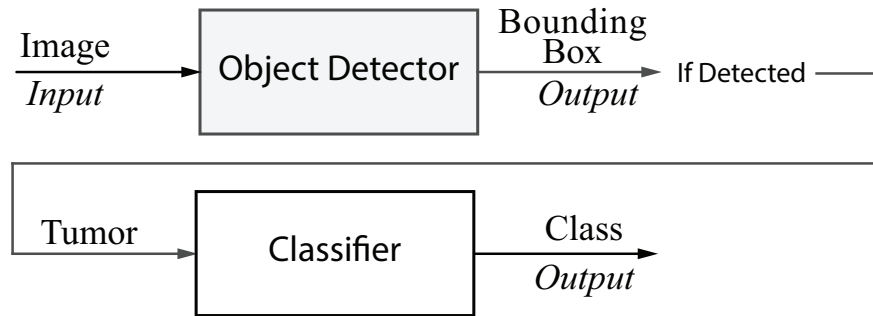 Image
Input
Object Detector
Bounding
Box
Output
If Detected
Tumor
Classifier
Class
Output